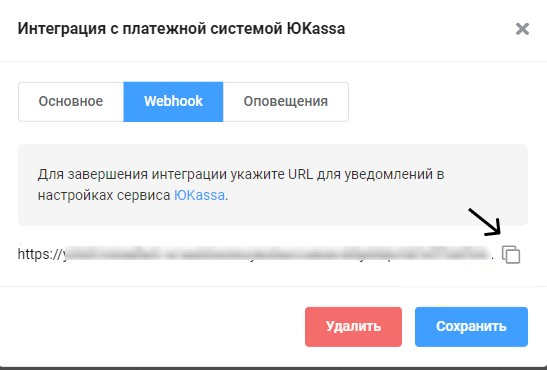 Интеграция с платежной системой ЮKassa
Основное Webhook Оповещения
Для завершения интеграции укажите URL для уведомлений в
настройках сервиса ЮKassa.
https://
Удалить Сохранить